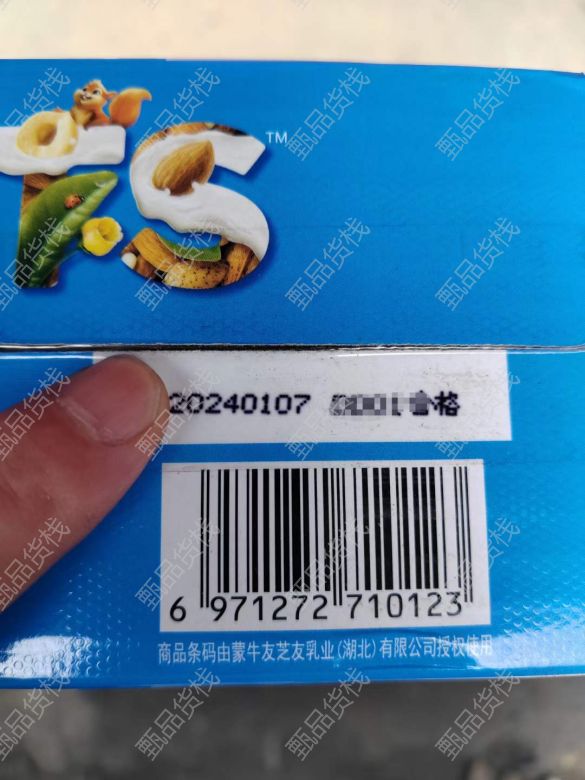 TS™
20240107 合格
6 971272 710123
商品条码由蒙牛友芝友乳业(湖北)有限公司授权使用
甄品货栈